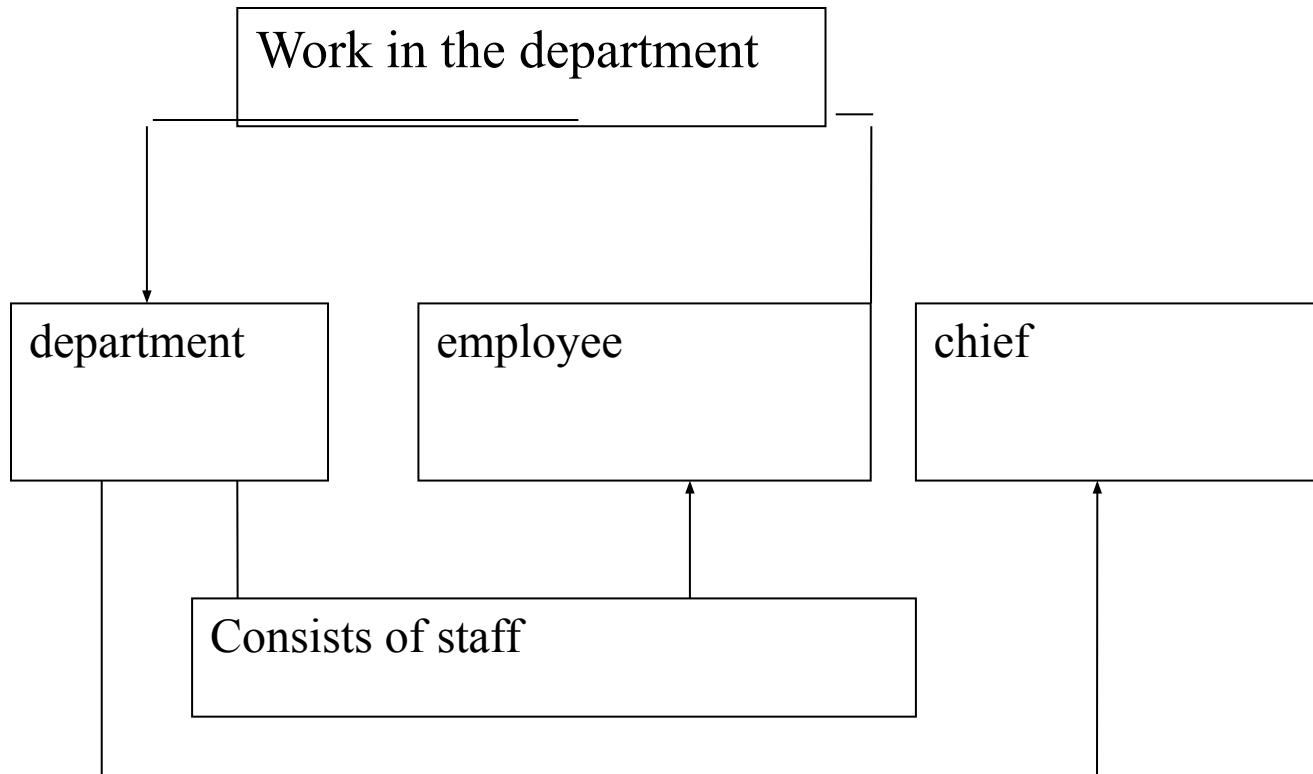 Work in the department
department
employee
chief
Consists of staff